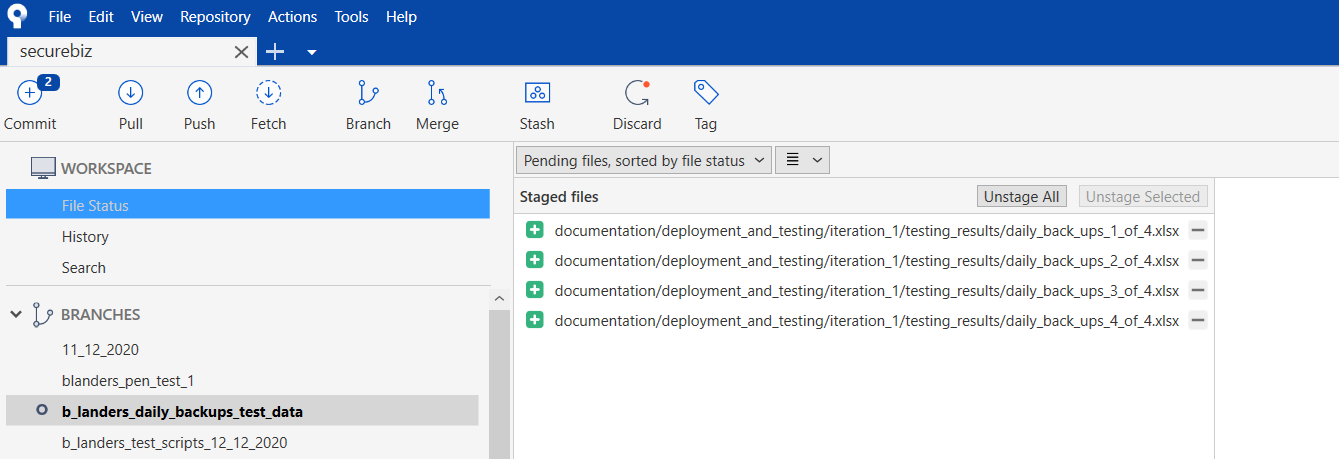 File Edit View Repository Actions Tools Help
securebiz
2
Commit Pull Push Fetch Branch Merge Stash Discard Tag
WORKSPACE
File Status
History
Search
BRANCHES
11_12_2020
blanders_pen_test_1
b_landers_daily_backups_test_data
b_landers_test_scripts_12_12_2020
Pending files, sorted by file status
Staged files Unstage All Unstage Selected
documentation/deployment_and_testing/iteration_1/testing_results/daily_back_ups_1_of_4.xlsx
documentation/deployment_and_testing/iteration_1/testing_results/daily_back_ups_2_of_4.xlsx
documentation/deployment_and_testing/iteration_1/testing_results/daily_back_ups_3_of_4.xlsx
documentation/deployment_and_testing/iteration_1/testing_results/daily_back_ups_4_of_4.xlsx